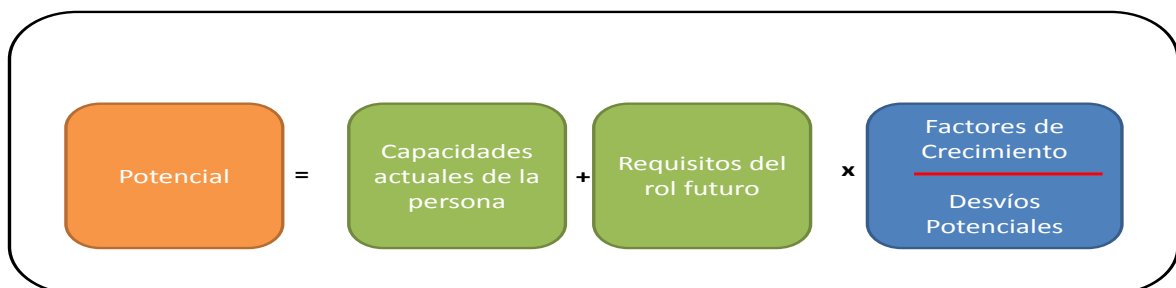 Potencial
=
Capacidades
actuales de la
persona
+
Requisitos del
rol futuro
x
Factores de
Crecimiento
Desvíos
Potenciales